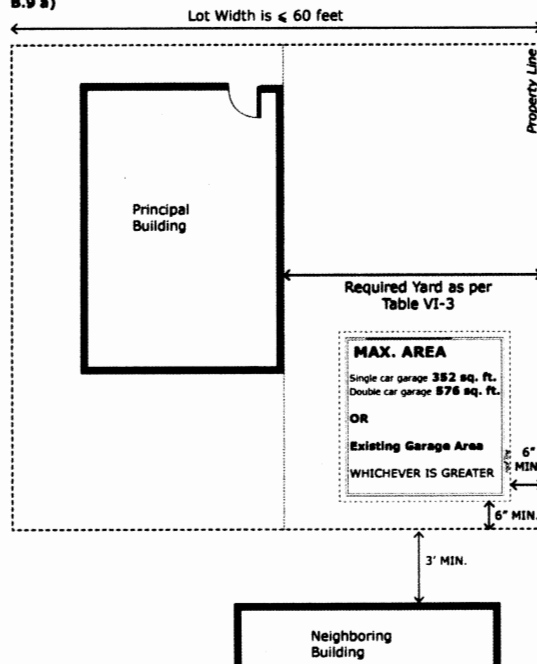 B.9 a)
Lot Width is ⩽ 60 feet
Property Line
Principal
Building
Required Yard as per
Table VI-3
MAX. AREA
Single car garage 352 sq. ft.
Double car garage 576 sq. ft.
OR
Existing Garage Area
WHICHEVER IS GREATER
6" MIN.
6" MIN.
3' MIN.
Neighboring
Building